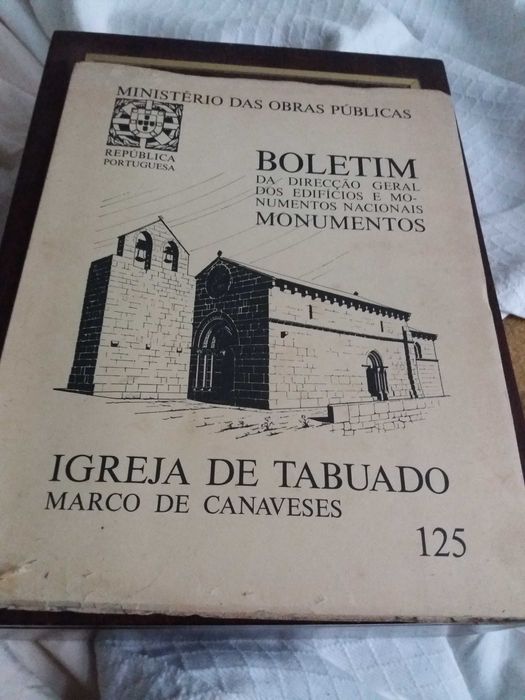 MINISTÉRIO DAS OBRAS PÚBLICAS
REPÚBLICA
PORTUGUESA
BOLETIM
DA DIRECÇÃO GERAL
DOS EDIFÍCIOS E MO-
NUMENTOS NACIONAIS
MONUMENTOS
IGREJA DE TABUADO
MARCO DE CANAVESES
125